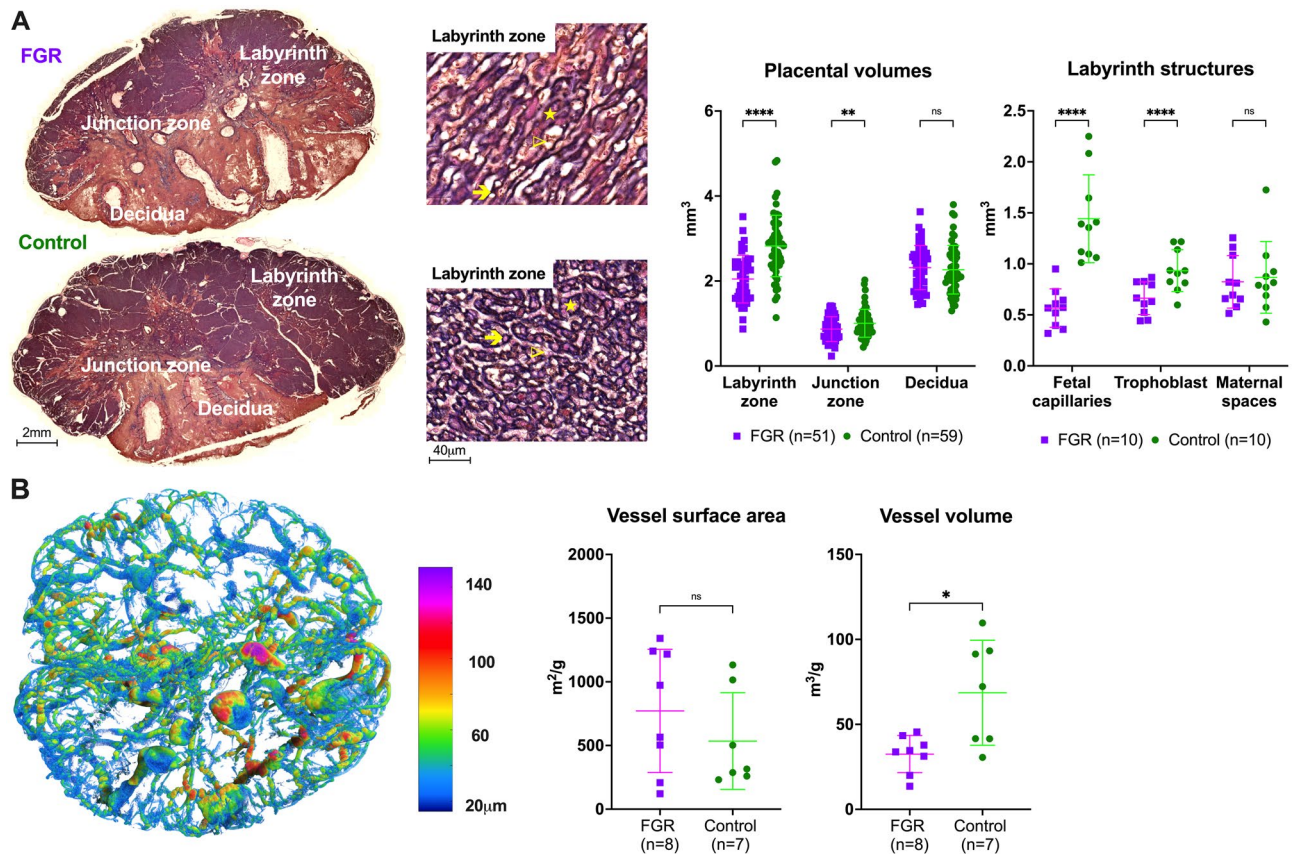 A
FGR
Labyrinth
zone
Junction zone
Decidua
Control
Labyrinth
zone
Junction zone
Decidua
2mm
Labyrinth zone
Labyrinth zone
40μm
Placental volumes
mm³
6
4
2
0
****
**
ns
Labyrinth
zone
Junction
zone
Decidua
FGR (n=51)
Control (n=59)
Labyrinth structures
mm³
2.5
2.0
1.5
1.0
0.5
0.0
****
****
ns
Fetal
capillaries
Trophoblast
Maternal
spaces
FGR (n=10)
Control (n=10)
B
140
100
60
20μm
Vessel surface area
m²/g
2000
1500
1000
500
0
ns
FGR
(n=8)
Control
(n=7)
Vessel volume
m³/g
150
100
50
0
*
FGR
(n=8)
Control
(n=7)